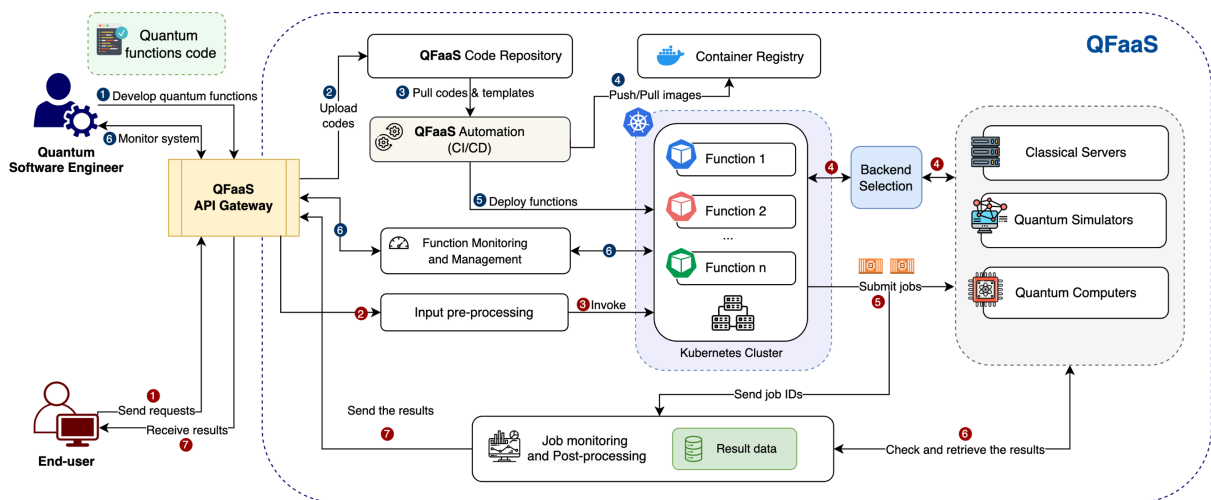 Quantum
functions code
QFaaS
QFaaS Code Repository
Container Registry
1 Develop quantum functions
2
Upload
codes
3 Pull codes & templates
4
Push/Pull images
6 Monitor system
Quantum
Software Engineer
QFaaS Automation
(CI/CD)
QFaaS
API Gateway
Function 1
Function 2
...
Function n
Kubernetes Cluster
4
Backend
Selection
4
Classical Servers
Quantum Simulators
Quantum Computers
5 Deploy functions
6
Function Monitoring
and Management
6
2
Input pre-processing
3 Invoke
Submit jobs
5
1
Send requests
Receive results
7
End-user
Send the results
7
Send job IDs
Job monitoring
and Post-processing
Result data
6
Check and retrieve the results